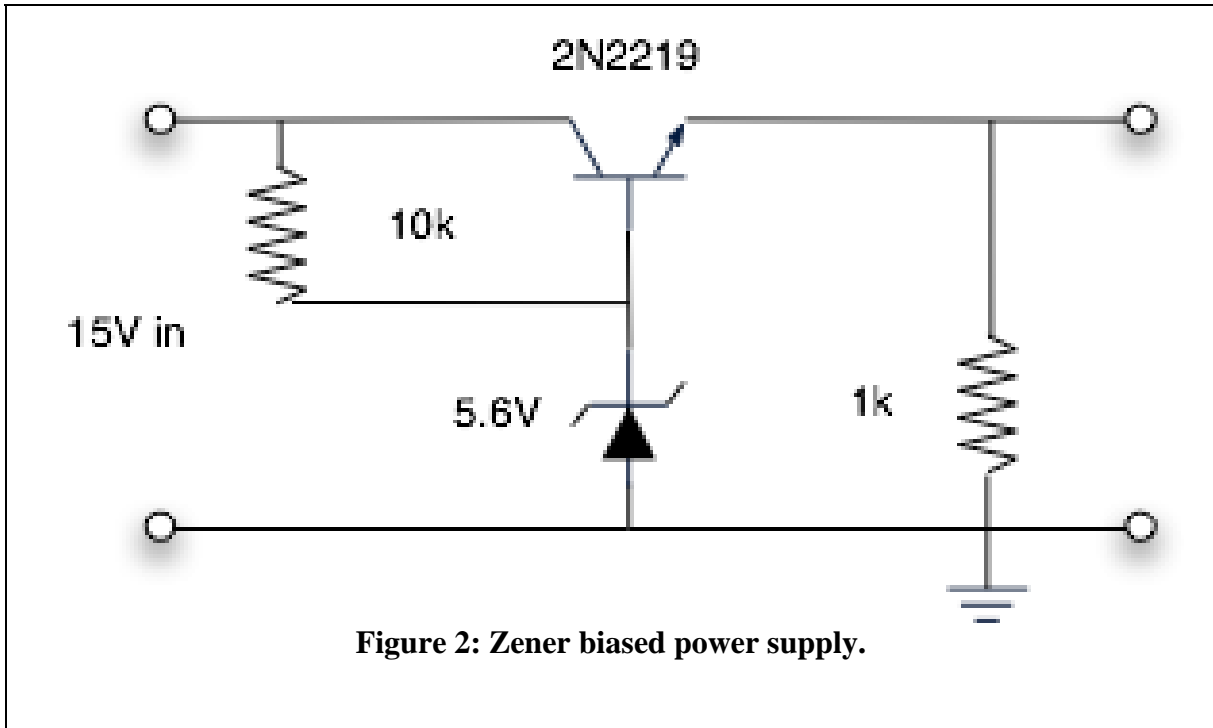 2N2219
10k
15V in
5.6V
1k
Figure 2: Zener biased power supply.